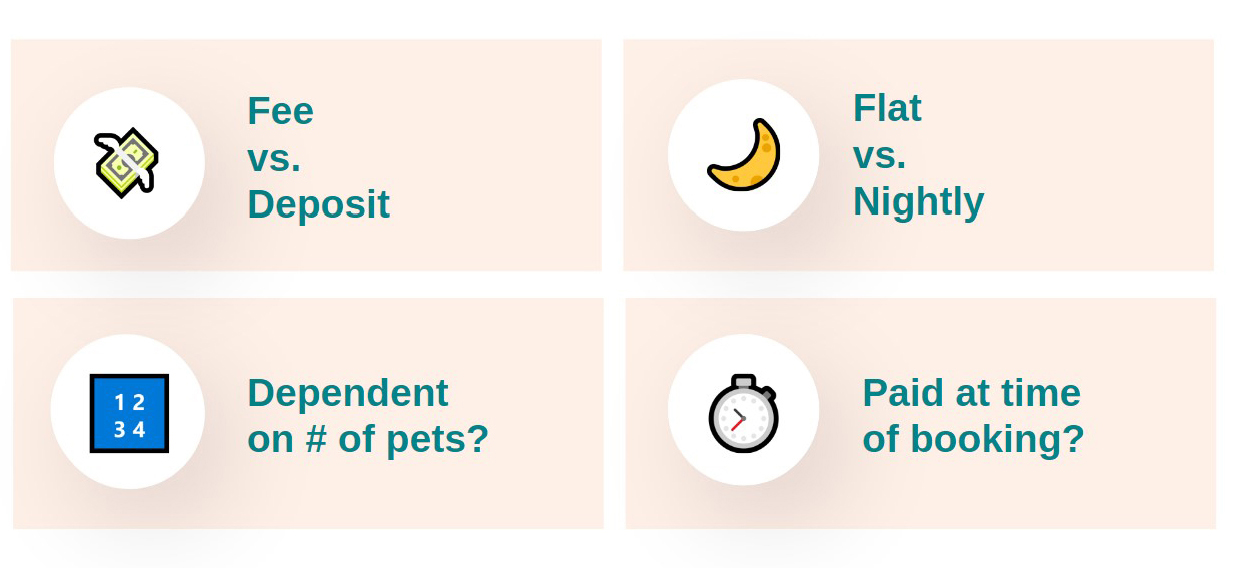 Fee
vs.
Deposit
Flat
vs.
Nightly
1 2
3 4
Dependent
on # of pets?
Paid at time
of booking?